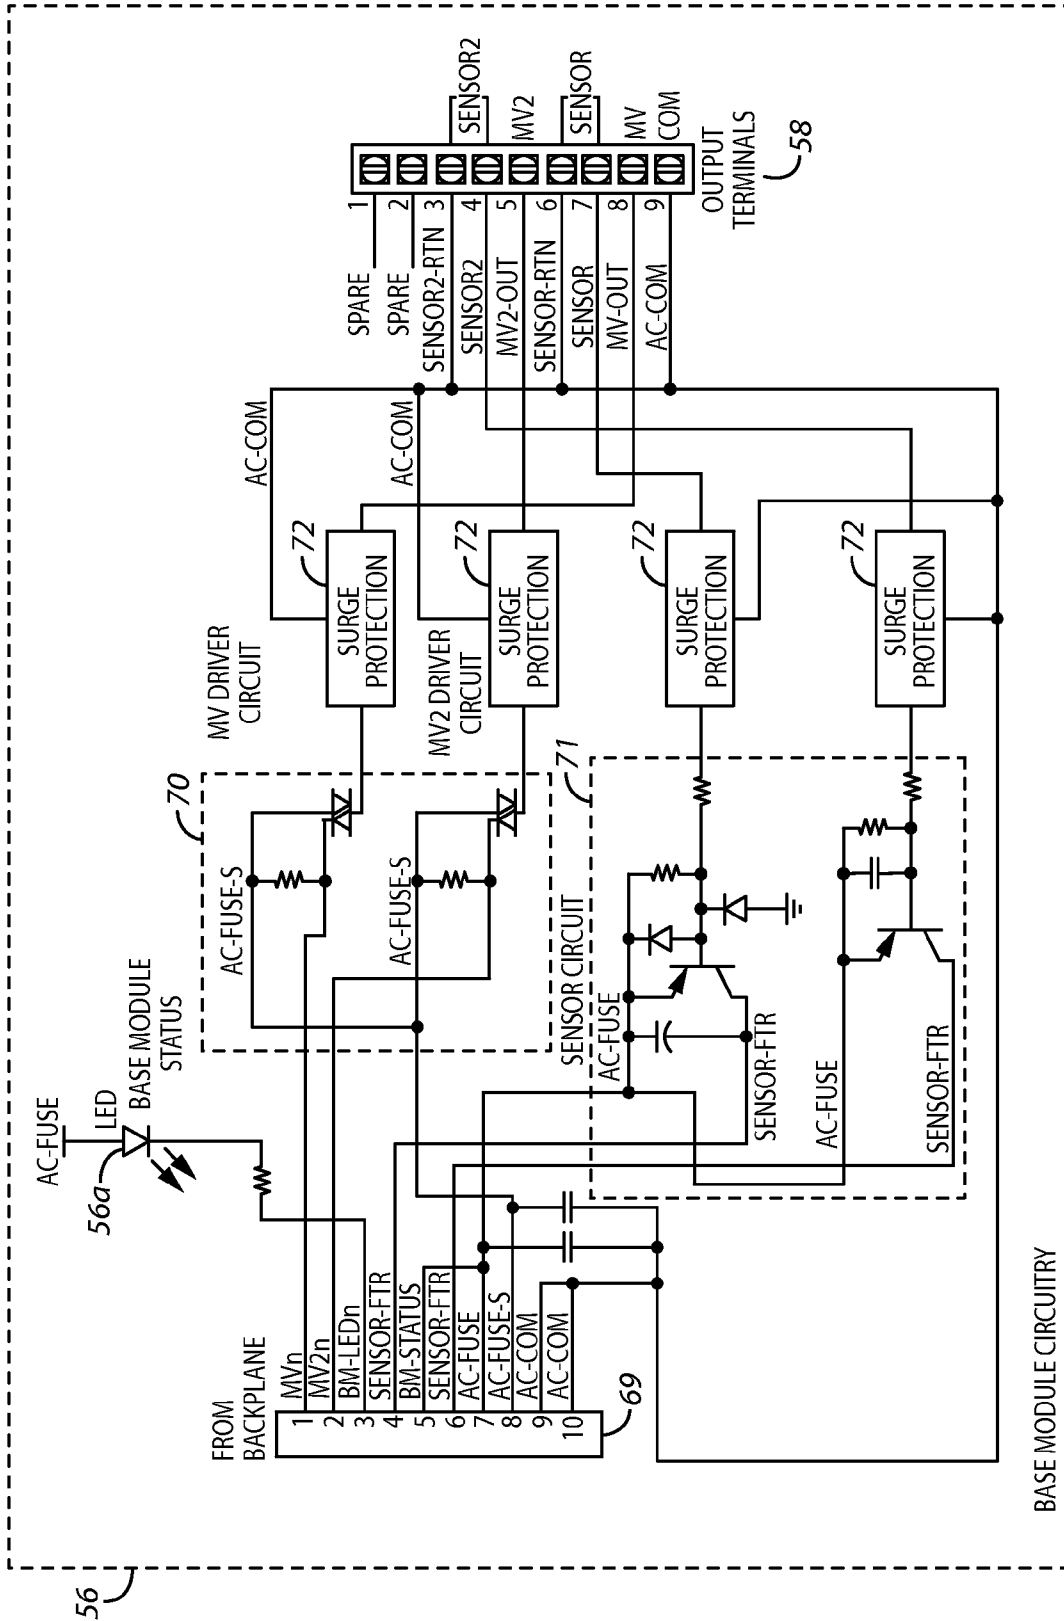 56
FROM
BACKPLANE
MVn
MV2n
BM-LEDn
SENSOR-FTR
BM-STATUS
SENSOR-FTR
AC-FUSE
AC-FUSE-S
AC-COM
AC-COM
1
2
3
4
5
6
7
8
9
10
69
AC-FUSE
LED
56a
BASE MODULE
STATUS
70
AC-FUSE-S
AC-FUSE-S
MV DRIVER
CIRCUIT
MV2 DRIVER
CIRCUIT
SENSOR CIRCUIT
71
AC-FUSE
SENSOR-FTR
AC-FUSE
SENSOR-FTR
72
SURGE
PROTECTION
72
SURGE
PROTECTION
72
SURGE
PROTECTION
72
SURGE
PROTECTION
AC-COM
AC-COM
SPARE
SPARE
SENSOR2-RTN
SENSOR2
MV2-OUT
SENSOR-RTN
SENSOR
MV-OUT
AC-COM
1
2
3
4
5
6
7
8
9
SENSOR2
MV2
SENSOR
MV
COM
OUTPUT
TERMINALS
58
BASE MODULE CIRCUITRY